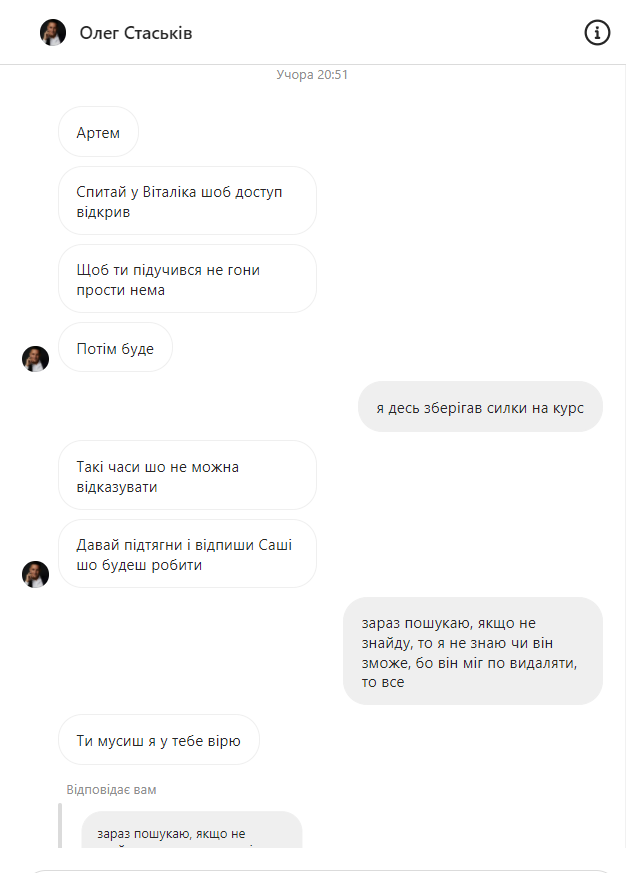 Олег Стаськів
Учора 20:51
Артем
Спитай у Віталіка шоб доступ
відкрив
Щоб ти підучився не гони
прости нема
Потім буде
я десь зберігав силки на курс
Такі часи шо не можна
відказувати
Давай підтягни і відпиши Саші
шо будеш робити
зараз пошукаю, якщо не
знайду, то я не знаю чи він
зможе, бо він міг по видаляти,
то все
Ти мусиш я у тебе вірю
Відповідає вам
зараз пошукаю, якщо не